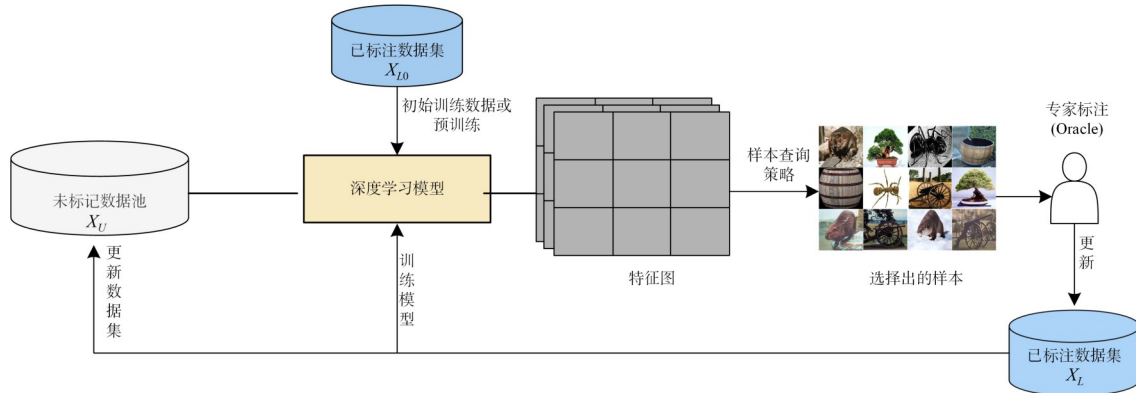 已标注数据集
X_{L0}
初始训练数据或
预训练
专家标注
(Oracle)
未标记数据池
X_U
深度学习模型
样本查询
策略
特征图
选择出的样本
更新
更新数据集
训练模型
已标注数据集
X_L